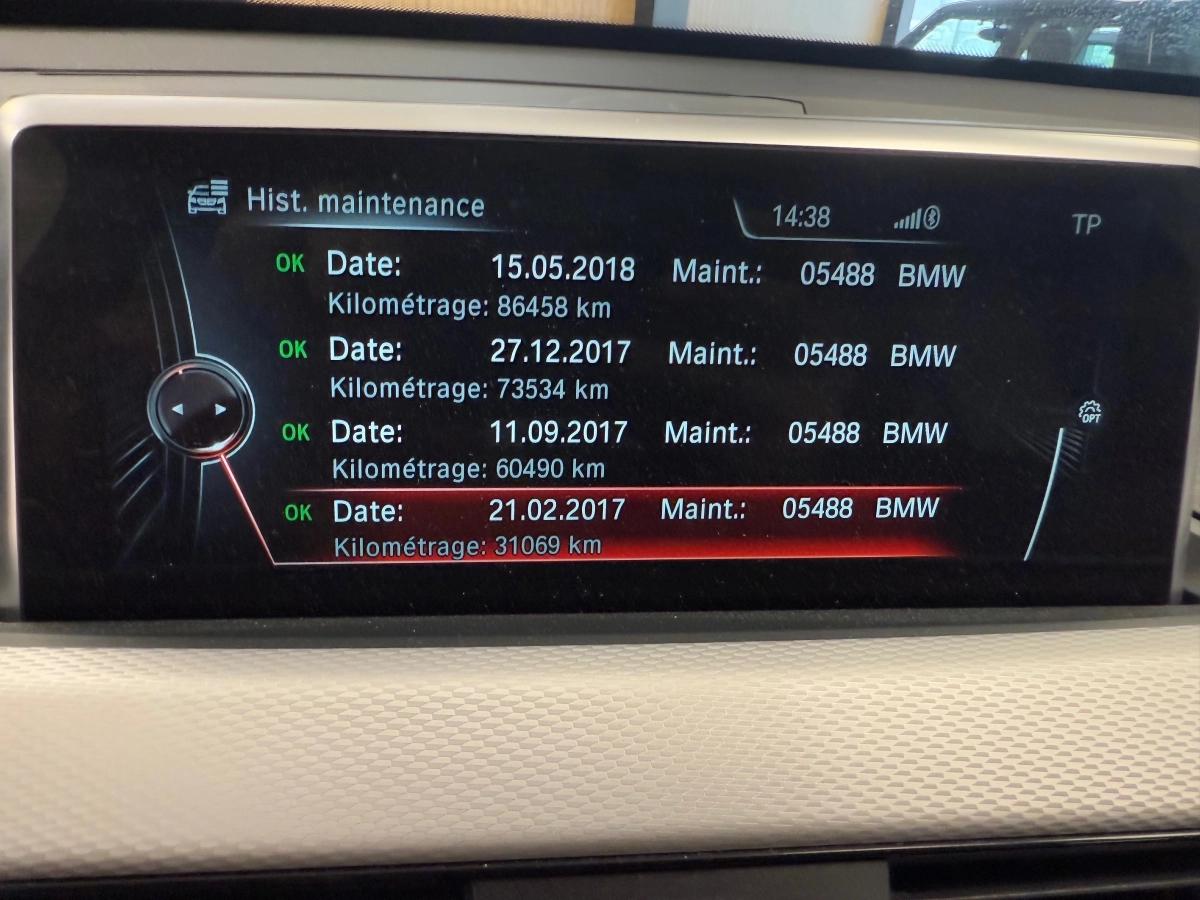 Hist. maintenance 14:38 TP
OK Date: 15.05.2018 Maint.: 05488 BMW
Kilométrage: 86458 km
OK Date: 27.12.2017 Maint.: 05488 BMW
Kilométrage: 73534 km
OPT
OK Date: 11.09.2017 Maint.: 05488 BMW
Kilométrage: 60490 km
OK Date: 21.02.2017 Maint.: 05488 BMW
Kilométrage: 31069 km